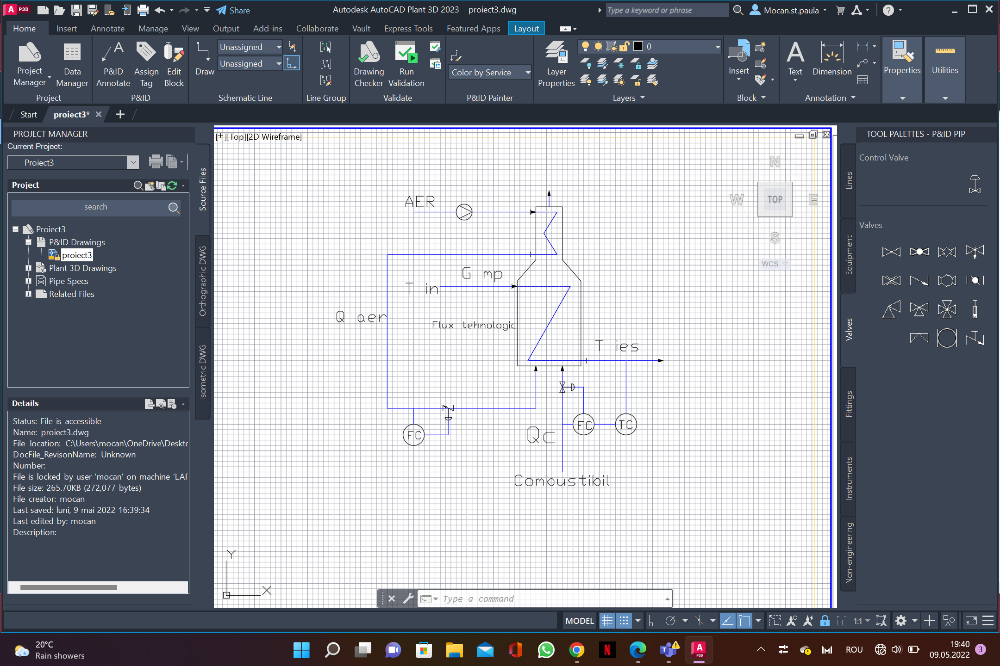 A P3D
Share
Autodesk AutoCAD Plant 3D 2023 proiect3.dwg
Type a keyword or phrase
Mocan.st.paula
?
Home Insert Annotate Manage View Output Add-ins Collaborate Vault Express Tools Featured Apps Layout
Project Manager
Data Manager
Project
P&ID Annotate
Assign Tag
Edit Block
P&ID
Draw
Unassigned
Unassigned
Schematic Line
Line Group
Drawing Checker
Run Validation
Validate
Color by Service
P&ID Painter
Layer Properties
0
Layers
Insert
Block
Text
Dimension
Annotation
Properties
Utilities
Start
proiect3*
PROJECT MANAGER
Current Project:
Proiect3
Project
search
Proiect3
P&ID Drawings
proiect3
Plant 3D Drawings
Pipe Specs
Related Files
Source Files
Orthographic DWG
Isometric DWG
Details
Status: File is accessible
Name: proiect3.dwg
File location: C:\Users\mocan\OneDrive\Deskto
DocFile_RevisonName: Unknown
Number:
File is locked by user 'mocan' on machine 'LAP
File size: 265.70KB (272,077 bytes)
File creator: mocan
Last saved: luni, 9 mai 2022 16:39:34
Last edited by: mocan
Description:
[+][Top][2D Wireframe]
AER
G mp
T in
Q aer
Flux tehnologic
T ies
FC
FC
TC
Qc
Combustibil
Y
X
N
W
TOP
E
S
WCS
Type a command
TOOL PALETTES - P&ID PIP
Control Valve
Valves
Lines
Equipment
Valves
Fittings
Instruments
Non-engineering
MODEL
1:1
20°C
Rain showers
A P3D
ROU
19:40
09.05.2022
3